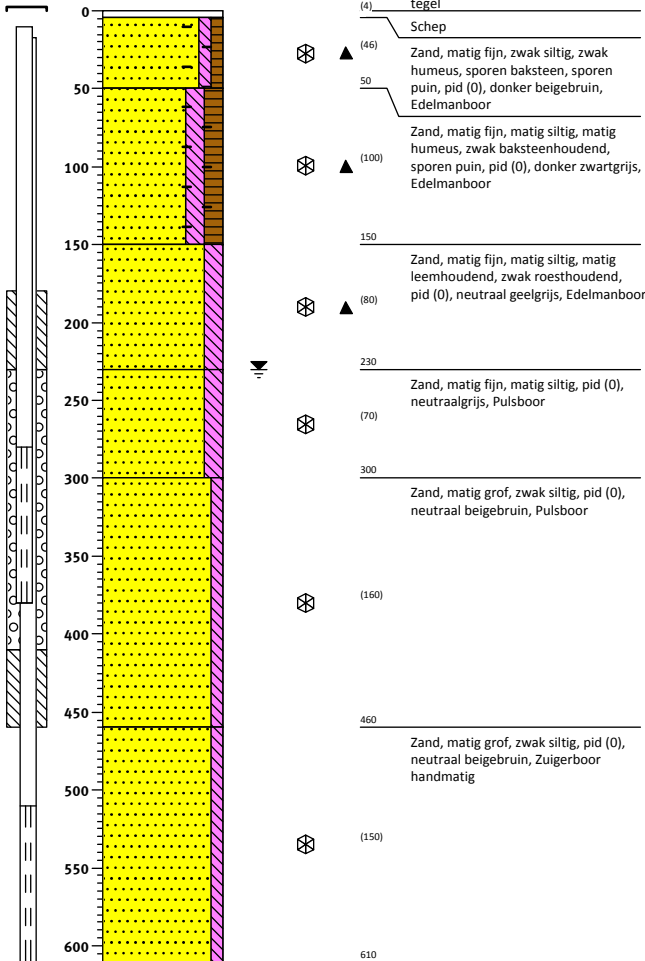 0
50
100
150
200
250
300
350
400
450
500
550
600
(4)
tegel
Schep
(46)
Zand, matig fijn, zwak siltig, zwak
humeus, sporen baksteen, sporen
puin, pid (0), donker beigebruin,
Edelmanboor
50
Zand, matig fijn, matig siltig, matig
humeus, zwak baksteenhoudend,
sporen puin, pid (0), donker zwartgrijs,
Edelmanboor
(100)
150
Zand, matig fijn, matig siltig, matig
leemhoudend, zwak roesthoudend,
pid (0), neutraal geelgrijs, Edelmanboor
(80)
230
Zand, matig fijn, matig siltig, pid (0),
neutraalgrijs, Pulsboor
(70)
300
Zand, matig grof, zwak siltig, pid (0),
neutraal beigebruin, Pulsboor
(160)
460
Zand, matig grof, zwak siltig, pid (0),
neutraal beigebruin, Zuigerboor
handmatig
(150)
610